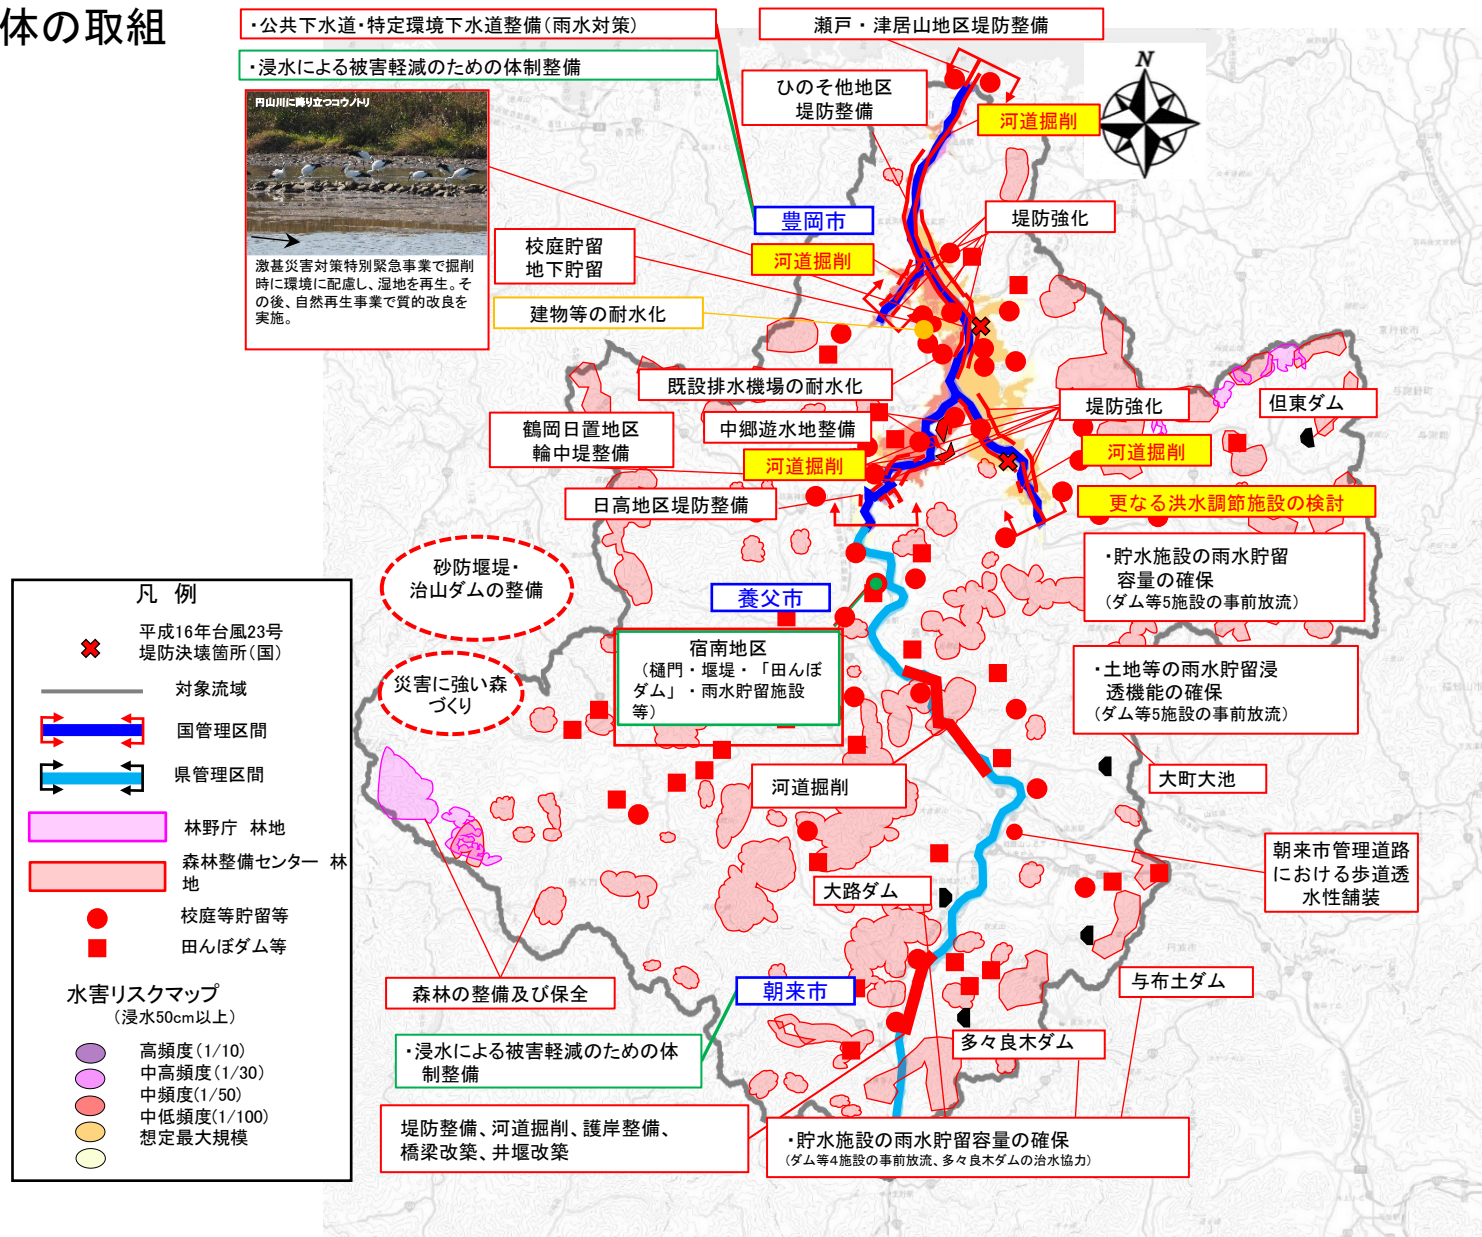 体の取組
・公共下水道・特定環境下水道整備（雨水対策）
・浸水による被害軽減のための体制整備
円山川に降り立つコウノトリ
激甚災害対策特別緊急事業で掘削
時に環境に配慮し、湿地を再生。そ
の後、自然再生事業で質的改良を
実施。
瀬戸・津居山地区堤防整備
ひのそ他地区
堤防整備
河道掘削
N
堤防強化
豊岡市
校庭貯留
地下貯留
河道掘削
建物等の耐水化
既設排水機場の耐水化
堤防強化
但東ダム
鶴岡日置地区
輪中堤整備
中郷遊水地整備
河道掘削
河道掘削
日高地区堤防整備
更なる洪水調節施設の検討
砂防堰堤・
治山ダムの整備
・貯水施設の雨水貯留
容量の確保
（ダム等5施設の事前放流）
養父市
宿南地区
（樋門・堰堤・「田んぼ
ダム」・雨水貯留施設
等）
災害に強い森
づくり
・土地等の雨水貯留浸
透機能の確保
（ダム等5施設の事前放流）
大町大池
河道掘削
朝来市管理道路
における歩道透
水性舗装
大路ダム
森林の整備及び保全
朝来市
与布土ダム
多々良木ダム
・浸水による被害軽減のための体
制整備
堤防整備、河道掘削、護岸整備、
橋梁改築、井堰改築
・貯水施設の雨水貯留容量の確保
（ダム等4施設の事前放流、多々良木ダムの治水協力）
凡 例
平成16年台風23号
堤防決壊箇所（国）
対象流域
国管理区間
県管理区間
林野庁 林地
森林整備センター 林
地
校庭等貯留等
田んぼダム等
水害リスクマップ
（浸水50cm以上）
高頻度（1/10）
中高頻度（1/30）
中頻度（1/50）
中低頻度（1/100）
想定最大規模